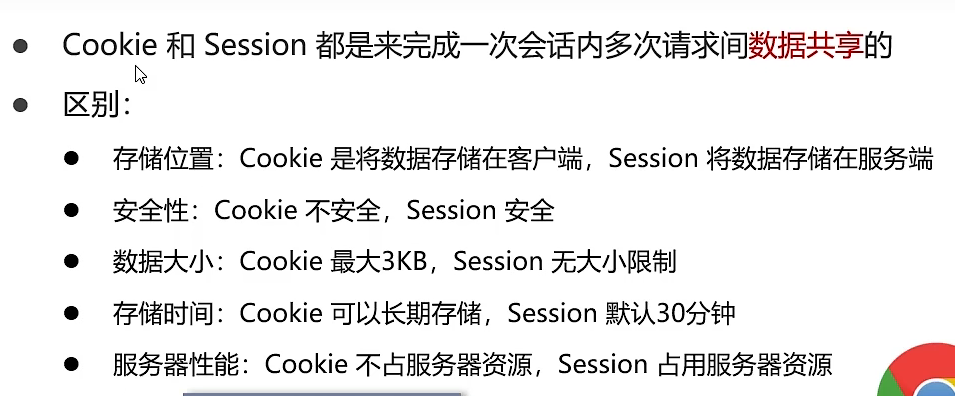 Cookie 和 Session 都是来完成一次会话内多次请求间数据共享的
区别：
存储位置：Cookie 是将数据存储在客户端，Session 将数据存储在服务端
安全性：Cookie 不安全，Session 安全
数据大小：Cookie 最大3KB，Session 无大小限制
存储时间：Cookie 可以长期存储，Session 默认30分钟
服务器性能：Cookie 不占服务器资源，Session 占用服务器资源